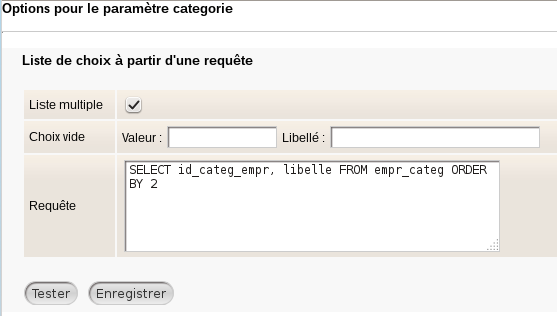 Options pour le paramètre categorie
Liste de choix à partir d'une requête
Liste multiple
Choix vide Valeur : Libellé :
Requête
SELECT id_categ_empr, libelle FROM empr_categ ORDER
BY 2
Tester Enregistrer